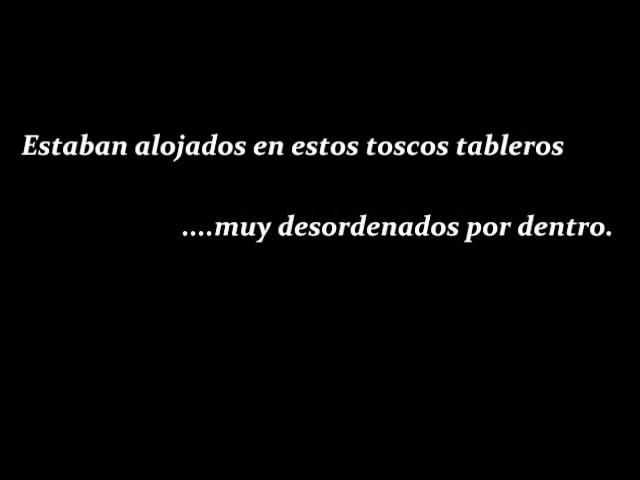 Estaban alojados en estos toscos tableros
....muy desordenados por dentro.